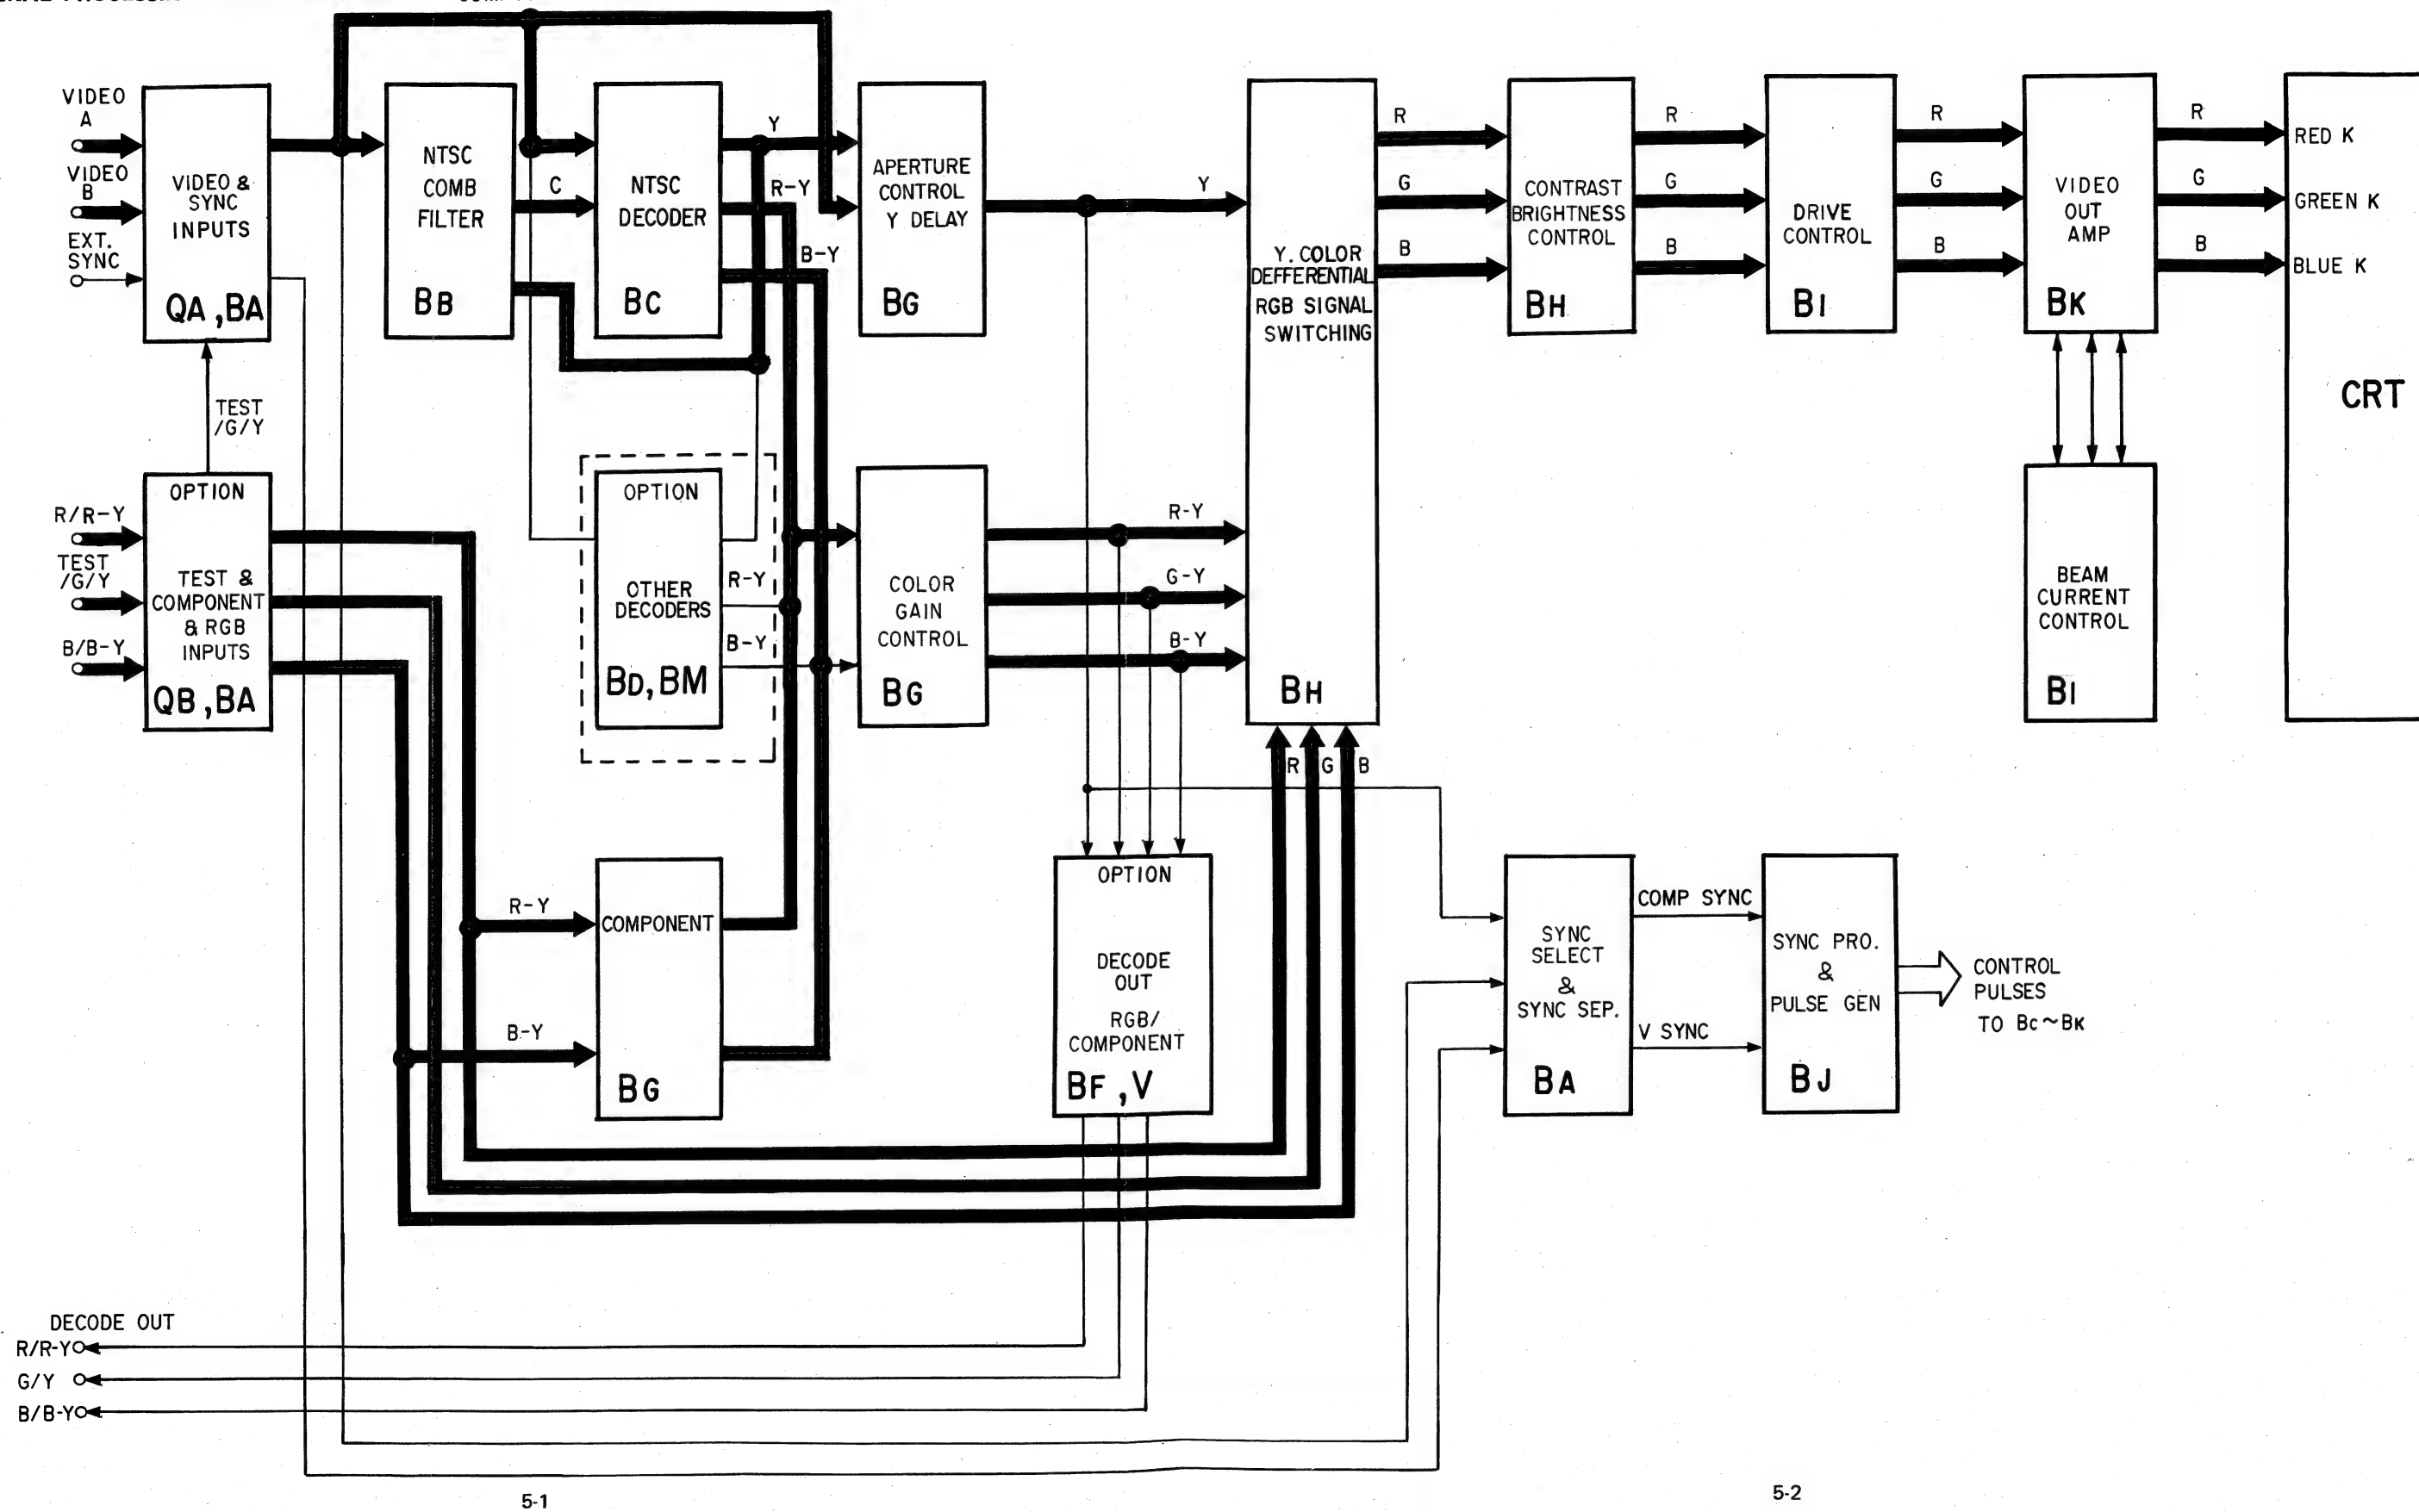 VIDEO
A
VIDEO
B
EXT.
SYNC
VIDEO &
SYNC
INPUTS
QA, BA
TEST
/G/Y
NTSC
COMB
FILTER
BB
C
NTSC
DECODER
BC
Y
R-Y
B-Y
APERTURE
CONTROL
Y DELAY
BG
Y
Y. COLOR
DEFFERENTIAL
RGB SIGNAL
SWITCHING
BH
R
G
B
CONTRAST
BRIGHTNESS
CONTROL
BH
R
G
B
DRIVE
CONTROL
BI
R
G
B
VIDEO
OUT
AMP
BK
R
G
B
RED K
GREEN K
BLUE K
CRT
R/R-Y
TEST
/G/Y
B/B-Y
OPTION
TEST &
COMPONENT
& RGB
INPUTS
QB, BA
OPTION
OTHER
DECODERS
BD, BM
R-Y
B-Y
COLOR
GAIN
CONTROL
BG
R-Y
G-Y
B-Y
R G B
BEAM
CURRENT
CONTROL
BI
R-Y
B-Y
COMPONENT
BG
OPTION
DECODE
OUT
RGB/
COMPONENT
BF, V
SYNC
SELECT
&
SYNC SEP.
BA
COMP SYNC
V SYNC
SYNC PRO.
&
PULSE GEN
BJ
CONTROL
PULSES
TO BC~BK
DECODE OUT
R/R-Y
G/Y
B/B-Y
5-1
5-2